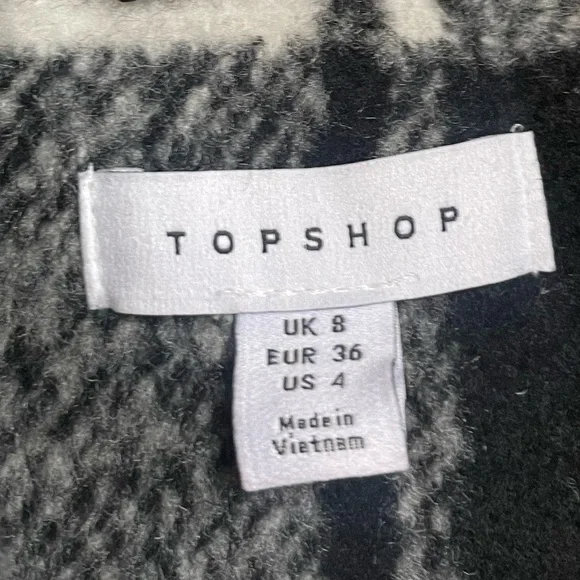 TOPSHOP
UK 8
EUR 36
US 4
Made in
Vietnam